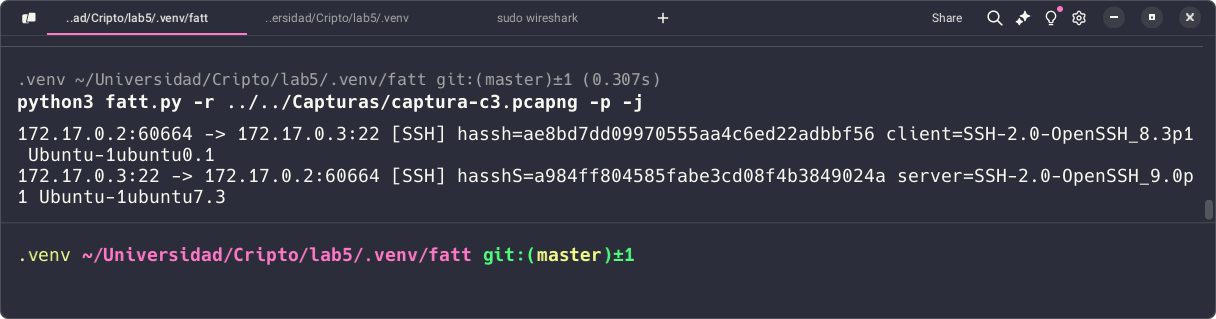 ..ad/Cripto/lab5/.venv/fatt
..ersidad/Cripto/lab5/.venv
sudo wireshark
+
Share
.venv ~/Universidad/Cripto/lab5/.venv/fatt git:(master)±1 (0.307s)
python3 fatt.py -r ../../Capturas/captura-c3.pcapng -p -j
172.17.0.2:60664 -> 172.17.0.3:22 [SSH] hassh=ae8bd7dd09970555aa4c6ed22adbbf56 client=SSH-2.0-OpenSSH_8.3p1
Ubuntu-1ubuntu0.1
172.17.0.3:22 -> 172.17.0.2:60664 [SSH] hasshS=a984ff804585fabe3cd08f4b3849024a server=SSH-2.0-OpenSSH_9.0p
1 Ubuntu-1ubuntu7.3
.venv ~/Universidad/Cripto/lab5/.venv/fatt git:(master)±1